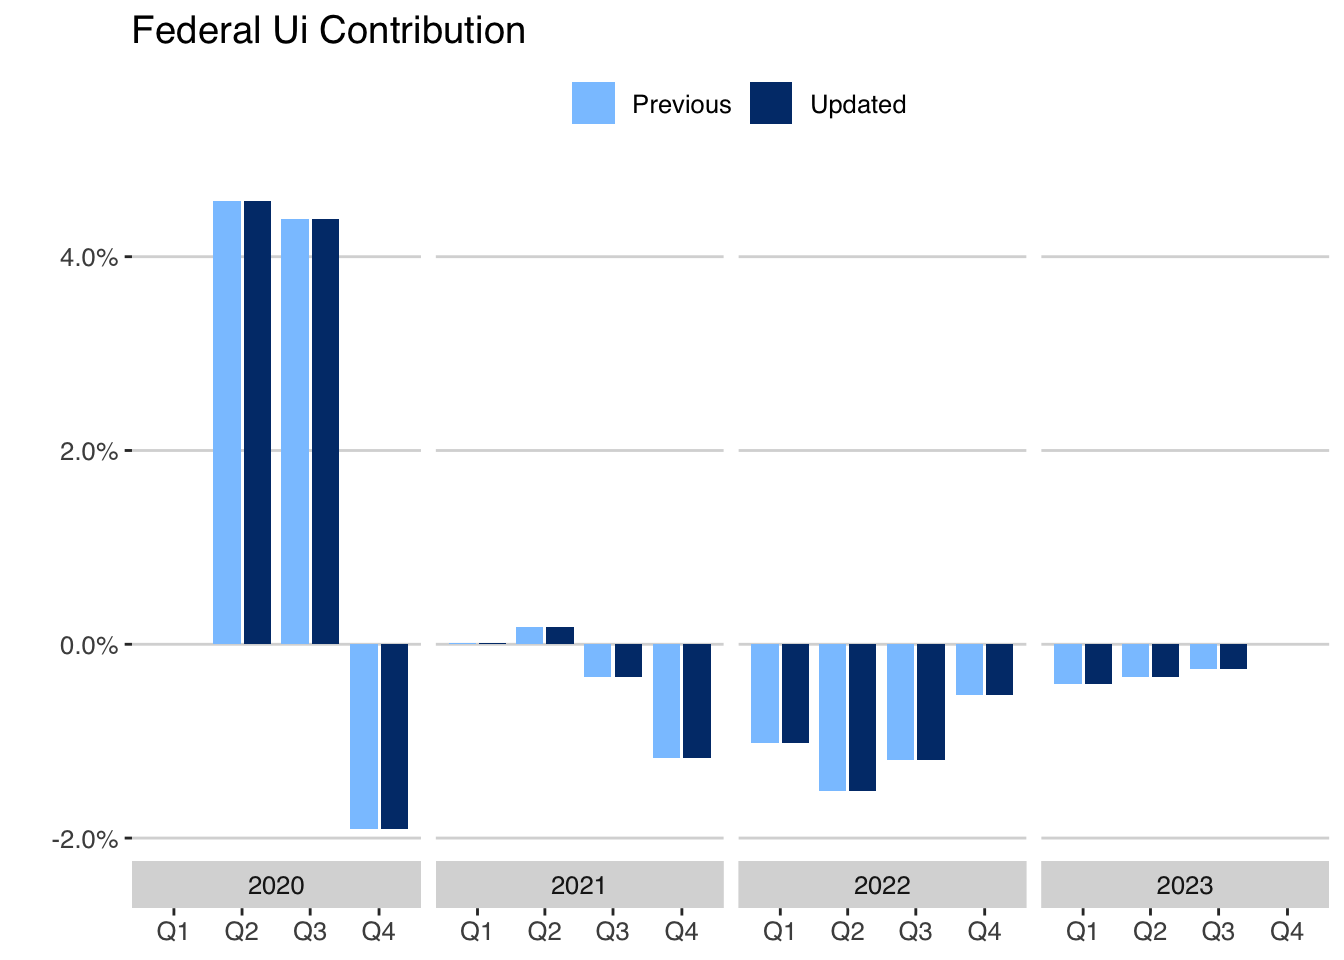 Federal Ui Contribution
Previous Updated
4.0%
2.0%
0.0%
-2.0%
2020 2021 2022 2023
Q1 Q2 Q3 Q4 Q1 Q2 Q3 Q4 Q1 Q2 Q3 Q4 Q1 Q2 Q3 Q4